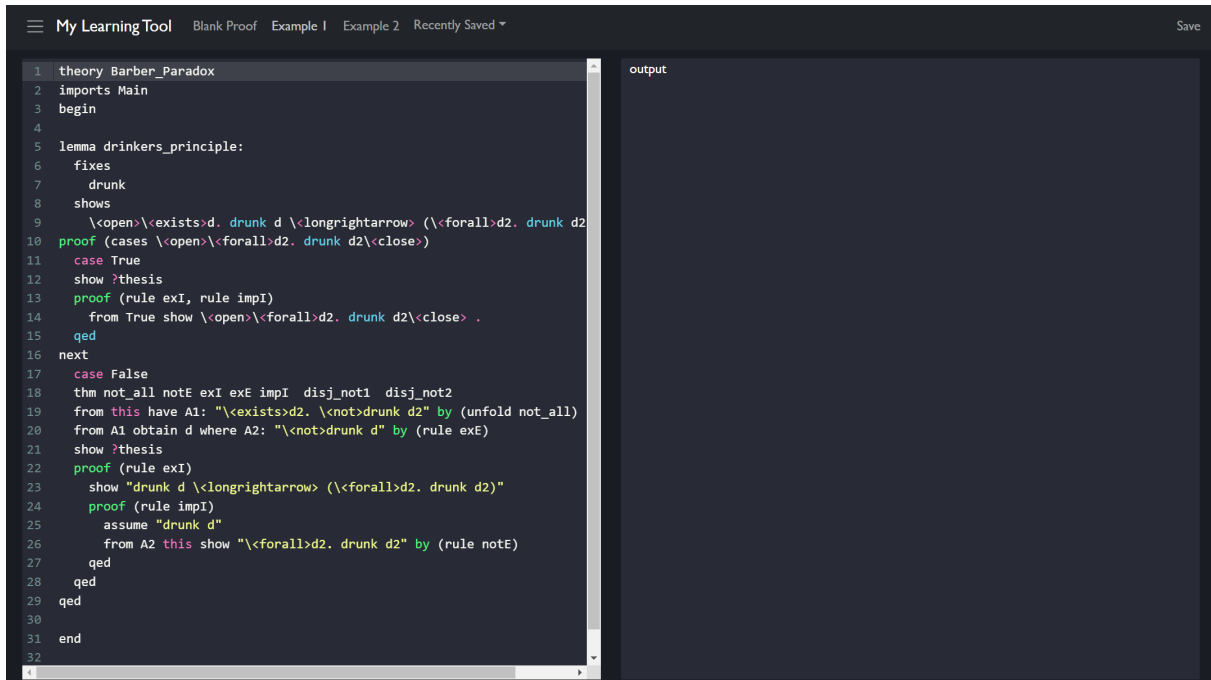 My Learning Tool Blank Proof Example 1 Example 2 Recently Saved Save
1 theory Barber_Paradox
2 imports Main
3 begin
4
5 lemma drinkers_principle:
6 fixes
7 drunk
8 shows
9 \<open>\<exists>d. drunk d \<longrightarrow> (\<forall>d2. drunk d2
10 proof (cases \<open>\<forall>d2. drunk d2\<close>)
11 case True
12 show ?thesis
13 proof (rule exI, rule impI)
14 from True show \<open>\<forall>d2. drunk d2\<close> .
15 qed
16 next
17 case False
18 thm not_all notE exI exE impI  disj_not1  disj_not2
19 from this have A1: "\<exists>d2. \<not>drunk d2" by (unfold not_all)
20 from A1 obtain d where A2: "\<not>drunk d" by (rule exE)
21 show ?thesis
22 proof (rule exI)
23 show "drunk d \<longrightarrow> (\<forall>d2. drunk d2)"
24 proof (rule impI)
25 assume "drunk d"
26 from A2 this show "\<forall>d2. drunk d2" by (rule notE)
27 qed
28 qed
29 qed
30
31 end
32
output